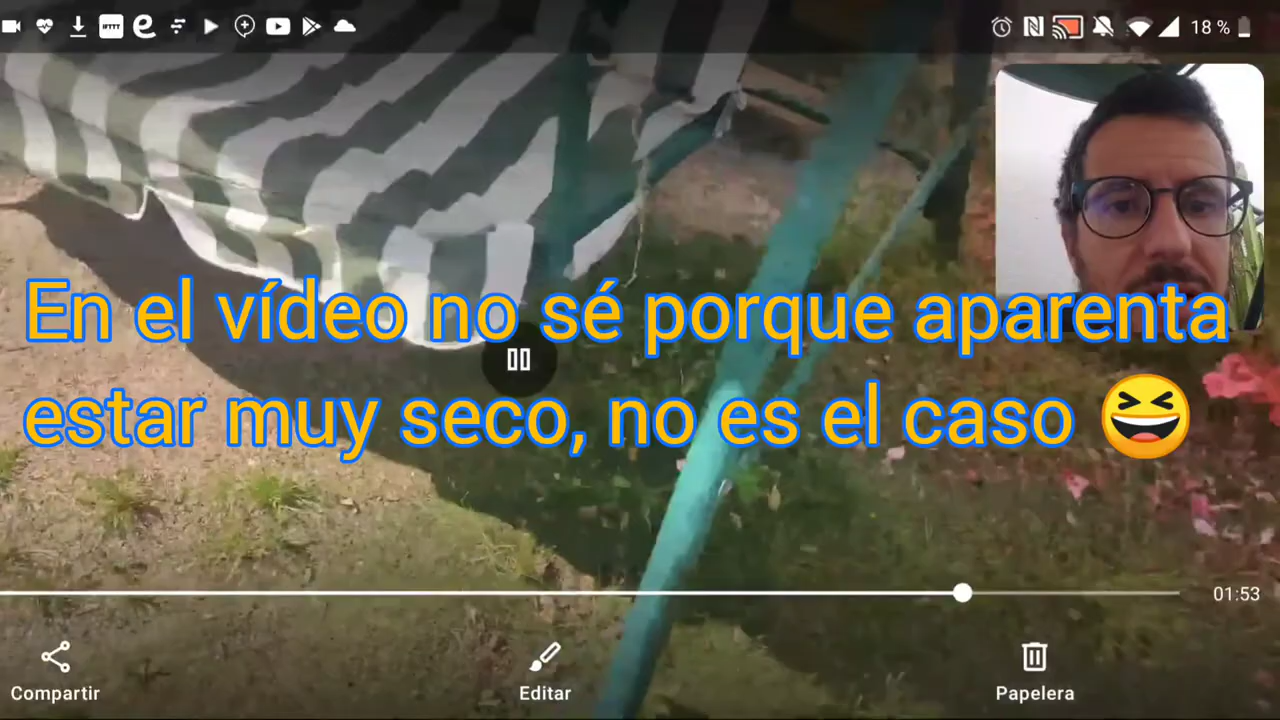 IFTTT
18 %
En el vídeo no sé porque aparenta
estar muy seco, no es el caso 😆
01:53
Compartir
Editar
Papelera